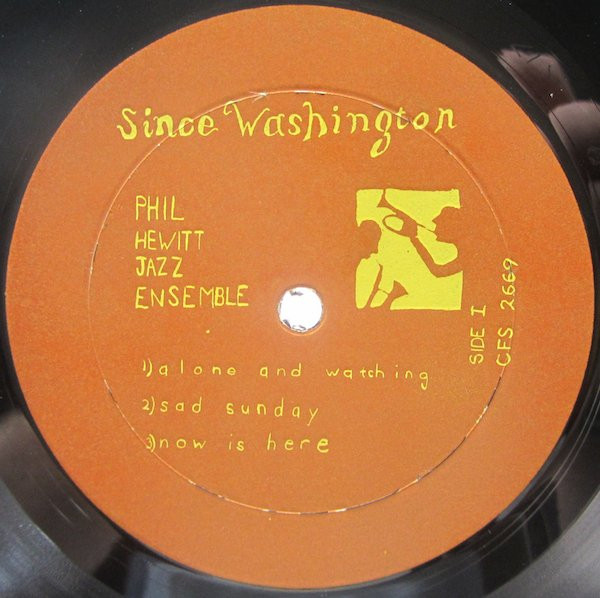 Since Washington
PHIL
HEWITT
JAZZ
ENSEMBLE
SIDE I
CFS 2669
1) alone and watching
2) sad sunday
3) now is here